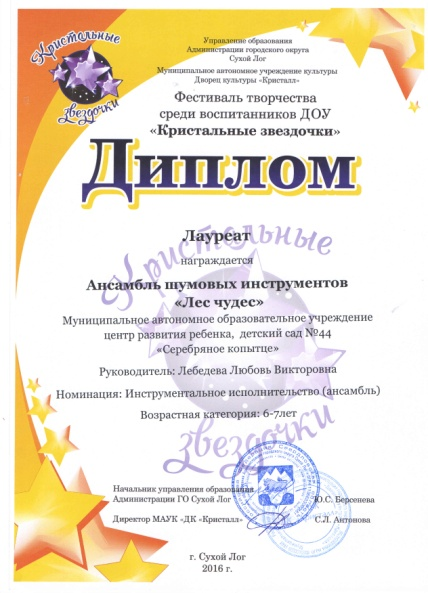 Кристальные
звездочки
Управление образования
Администрации городского округа
Сухой Лог
Муниципальное автономное учреждение культуры
Дворец культуры «Кристалл»
Фестиваль творчества
среди воспитанников ДОУ
«Кристальные звездочки»
Диплом
Лауреат
награждается
Ансамбль шумовых инструментов
«Лес чудес»
Муниципальное автономное образовательное учреждение
центр развития ребенка, детский сад №44
«Серебряное копытце»
Руководитель: Лебедева Любовь Викторовна
Номинация: Инструментальное исполнительство (ансамбль)
Возрастная категория: 6-7лет
Кристальные
звездочки
Начальник управления образования
Администрации ГО Сухой Лог Ю.С. Берсенева
Директор МАУК «ДК «Кристалл» С.Л. Антонова
г. Сухой Лог
2016 г.